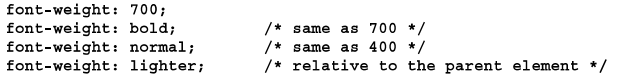 font-weight: 700;
font-weight: bold;        /* same as 700 */
font-weight: normal;      /* same as 400 */
font-weight: lighter;     /* relative to the parent element */